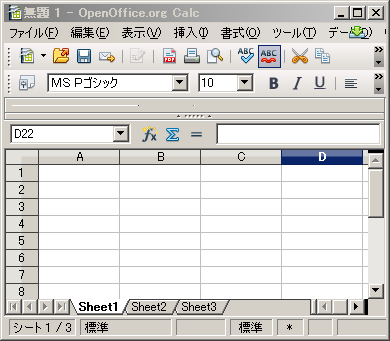 無題 1 - OpenOffice.org Calc
ファイル(F) 編集(E) 表示(V) 挿入(I) 書式(O) ツール(T) データ(D)
ABC ABC
MS Pゴシック 10 B I U
D22
A B C D
1
2
3
4
5
6
7
8
Sheet1 Sheet2 Sheet3
シート 1 / 3 標準 標準 *